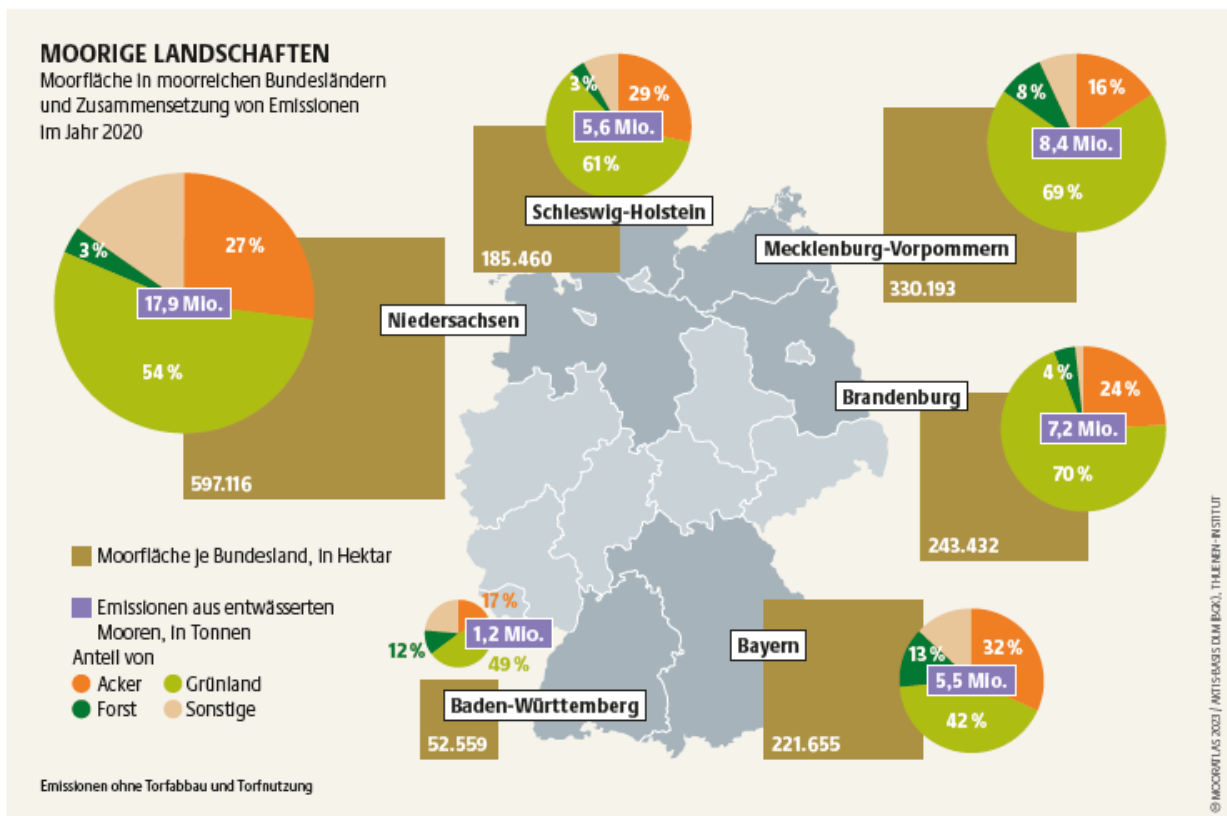 MOORIGE LANDSCHAFTEN
Moorfläche in moorreichen Bundesländern
und Zusammensetzung von Emissionen
im Jahr 2020
3 %
29 %
5,6 Mio.
61 %
Schleswig-Holstein
185.460
8 %
16 %
8,4 Mio.
69 %
Mecklenburg-Vorpommern
330.193
3 %
27 %
17,9 Mio.
54 %
Niedersachsen
597.116
4 %
24 %
7,2 Mio.
70 %
Brandenburg
243.432
Moorfläche je Bundesland, in Hektar
Emissionen aus entwässerten
Mooren, in Tonnen
Anteil von
Acker
Grünland
Forst
Sonstige
17 %
1,2 Mio.
12 %
49 %
Baden-Württemberg
52.559
Bayern
13 %
32 %
5,5 Mio.
42 %
221.655
Emissionen ohne Torfabbau und Torfnutzung
© MOORATLAS 2023 / AKTIS-BASIS DLM (BGK), THUENEN-INSTITUT